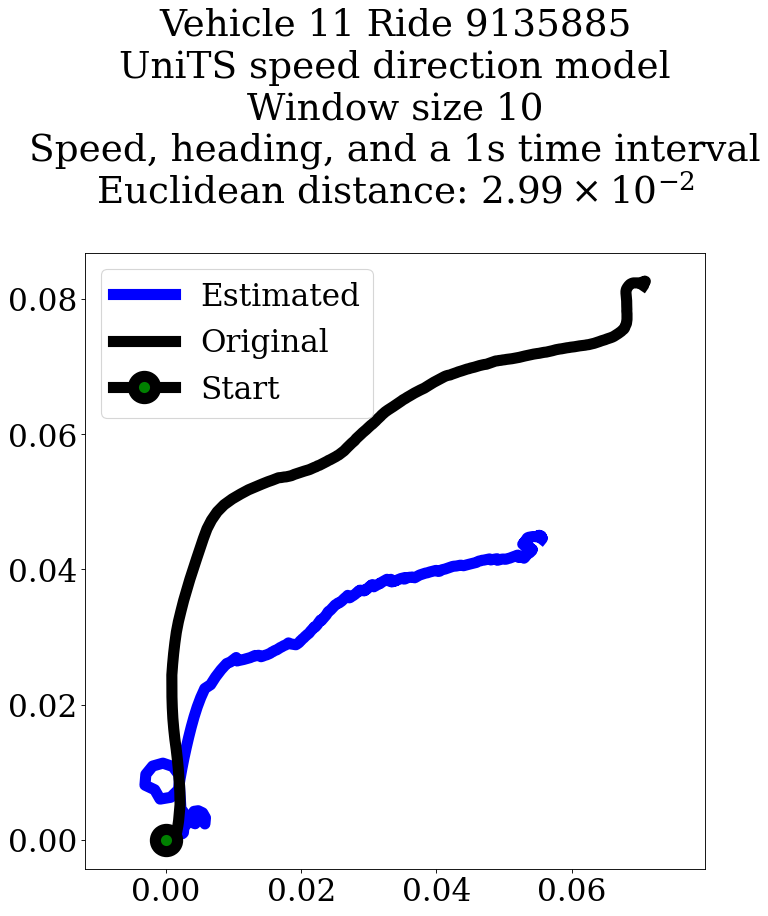 Vehicle 11 Ride 9135885
UniTS speed direction model
Window size 10
Speed, heading, and a 1s time interval
Euclidean distance: 2.99 × 10⁻²
Estimated
Original
Start
0.08
0.06
0.04
0.02
0.00
0.00 0.02 0.04 0.06